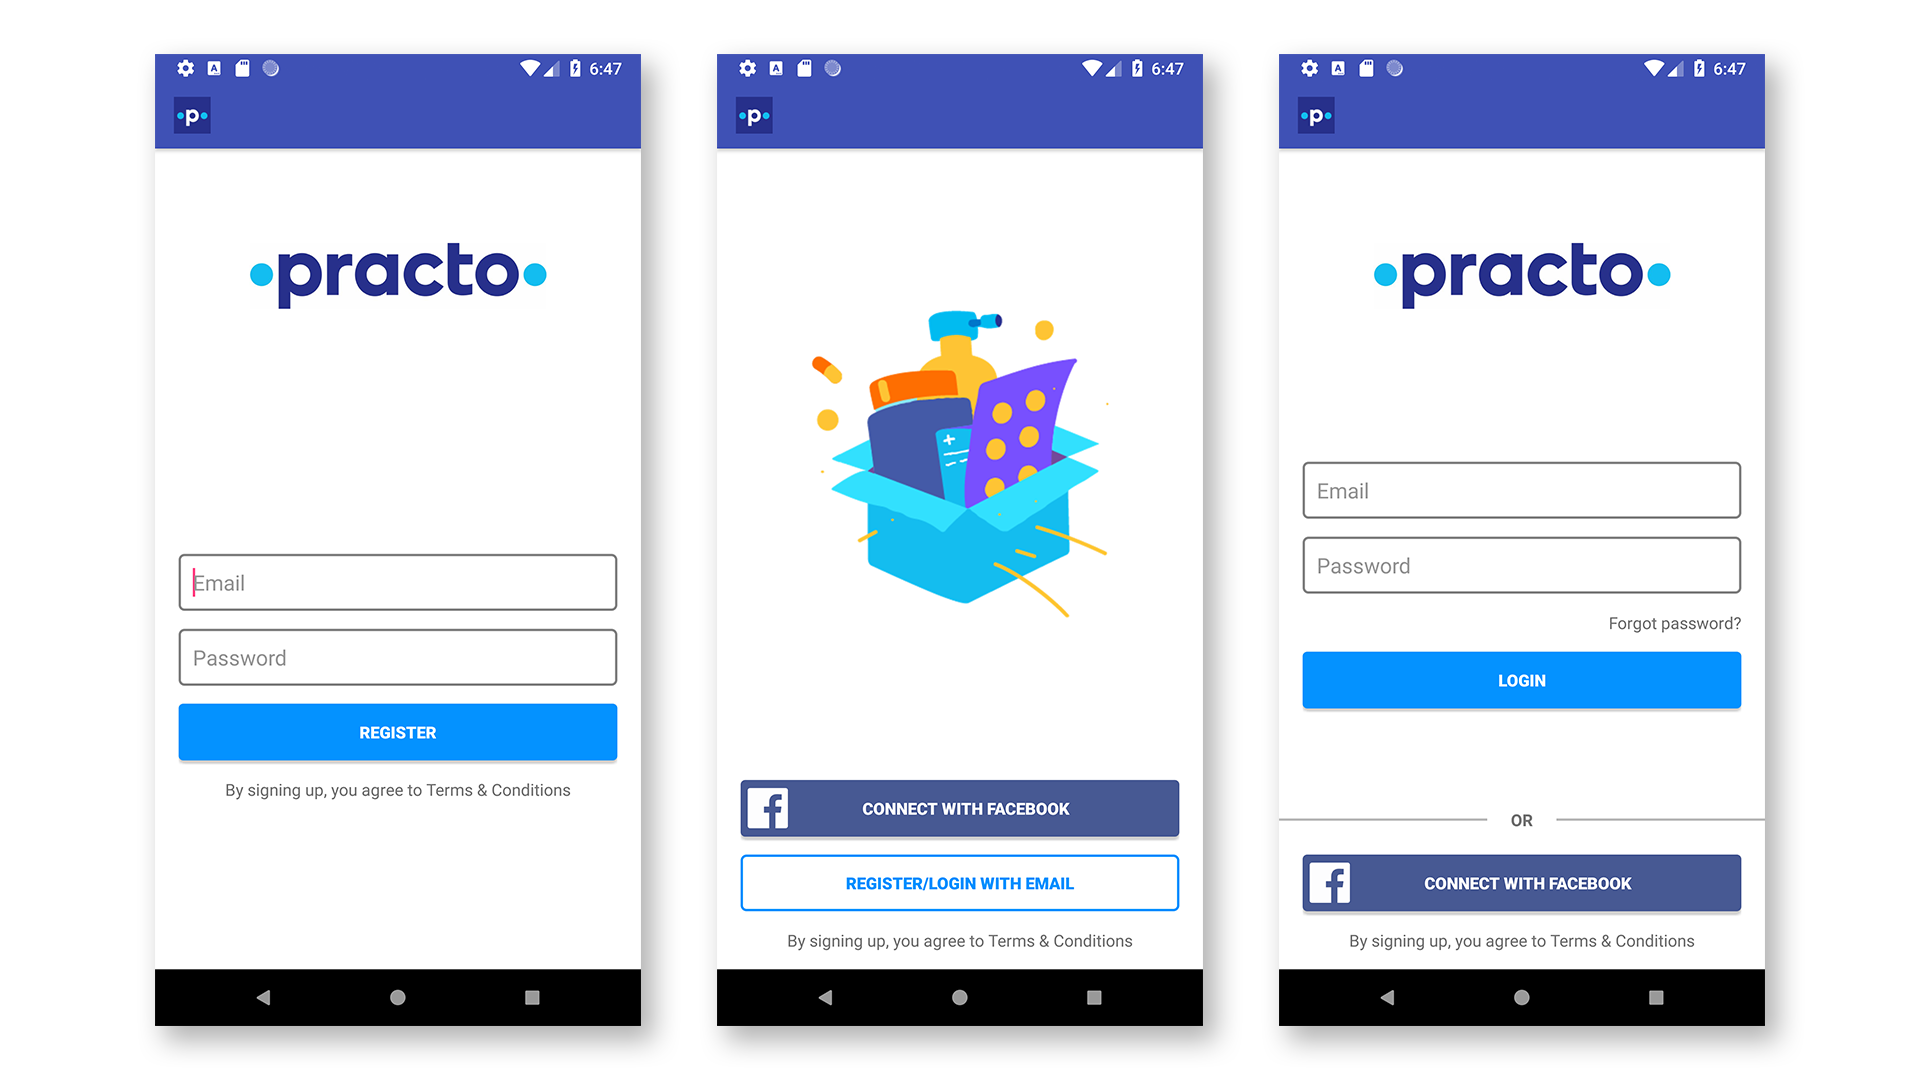 6:47
p
practo
Email
Password
REGISTER
By signing up, you agree to Terms & Conditions
6:47
p
CONNECT WITH FACEBOOK
REGISTER/LOGIN WITH EMAIL
By signing up, you agree to Terms & Conditions
6:47
p
practo
Email
Password
Forgot password?
LOGIN
OR
CONNECT WITH FACEBOOK
By signing up, you agree to Terms & Conditions